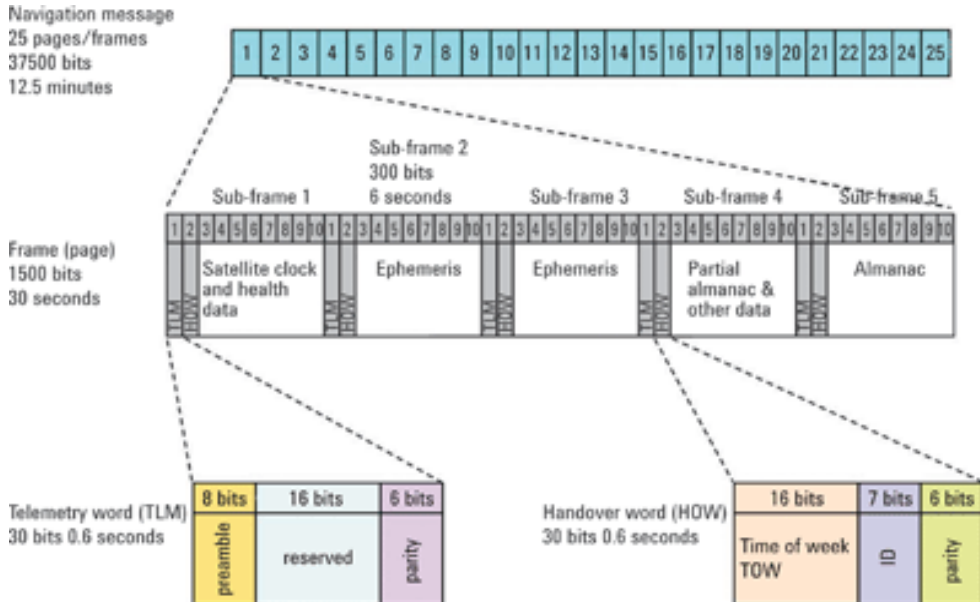 Navigation message
25 pages/frames
37500 bits
12.5 minutes
1 2 3 4 5 6 7 8 9 10 11 12 13 14 15 16 17 18 19 20 21 22 23 24 25
Sub-frame 1
Sub-frame 2
300 bits
6 seconds
Sub-frame 3
Sub-frame 4
Sub-frame 5
1 2 3 4 5 6 7 8 9 10 1 2 3 4 5 6 7 8 9 10 1 2 3 4 5 6 7 8 9 10 1 2 3 4 5 6 7 8 9 10 1 2 3 4 5 6 7 8 9 10
Frame (page)
1500 bits
30 seconds
TLM
HOW
Satellite clock
and health
data
TLM
HOW
Ephemeris
TLM
HOW
Ephemeris
TLM
HOW
Partial
almanac &
other data
TLM
HOW
Almanac
Telemetry word (TLM)
30 bits 0.6 seconds
8 bits 16 bits 6 bits
preamble
reserved
parity
Handover word (HOW)
30 bits 0.6 seconds
16 bits 7 bits 6 bits
Time of week
TOW
ID
parity